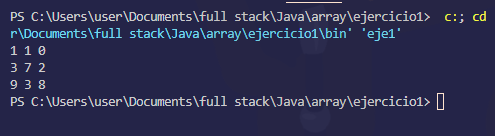 PS C:\Users\user\Documents\full stack\Java\array\ejercicio1> c:; cd
r\Documents\full stack\Java\array\ejercicio1\bin' 'eje1'
1 1 0
3 7 2
9 3 8
PS C:\Users\user\Documents\full stack\Java\array\ejercicio1>